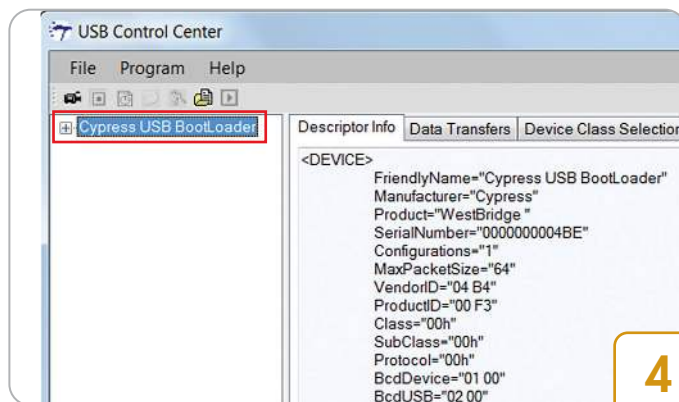 USB Control Center
File Program Help
Cypress USB BootLoader
Descriptor Info Data Transfers Device Class Selection
<DEVICE>
FriendlyName="Cypress USB BootLoader"
Manufacturer="Cypress"
Product="WestBridge "
SerialNumber="0000000004BE"
Configurations="1"
MaxPacketSize="64"
VendorID="04 B4"
ProductID="00 F3"
Class="00h"
SubClass="00h"
Protocol="00h"
BcdDevice="01 00"
BcdUSB="02 00"
4